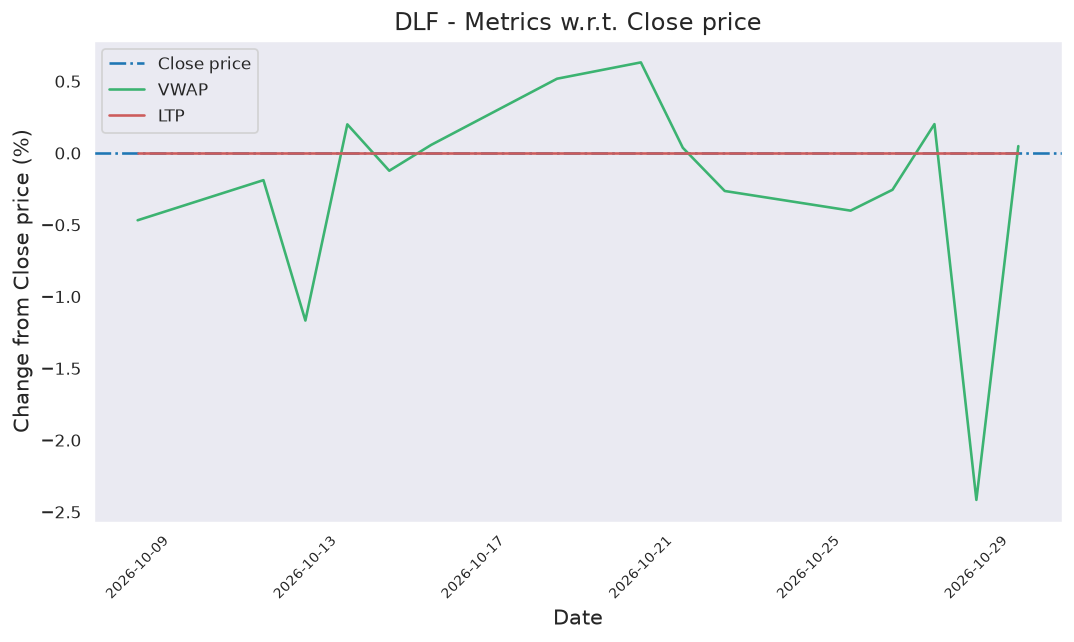 DLF - Metrics w.r.t. Close price
Close price
VWAP
LTP
Change from Close price (%)
0.5
0.0
−0.5
−1.0
−1.5
−2.0
−2.5
2026-10-09
2026-10-13
2026-10-17
2026-10-21
2026-10-25
2026-10-29
Date